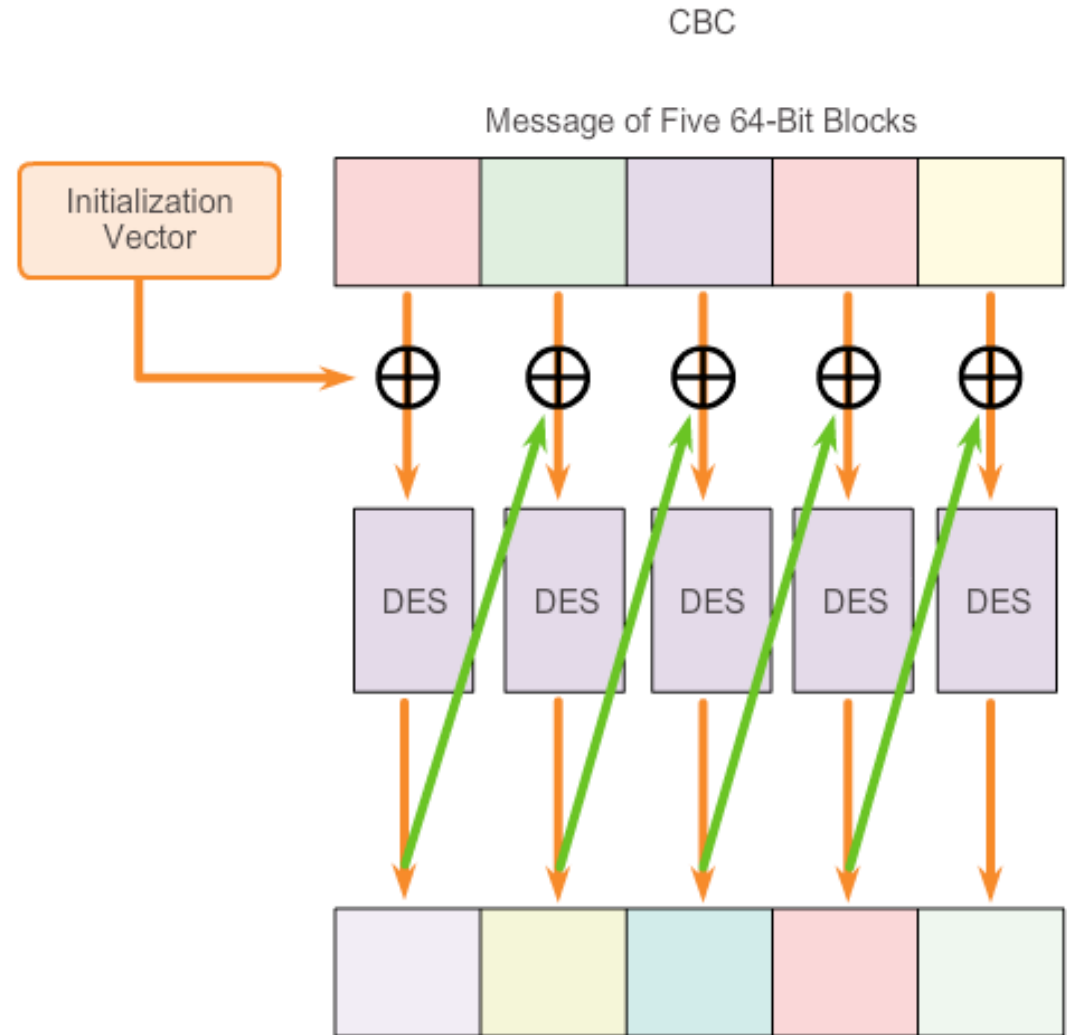 CBC
Message of Five 64-Bit Blocks
Initialization
Vector
DES DES DES DES DES